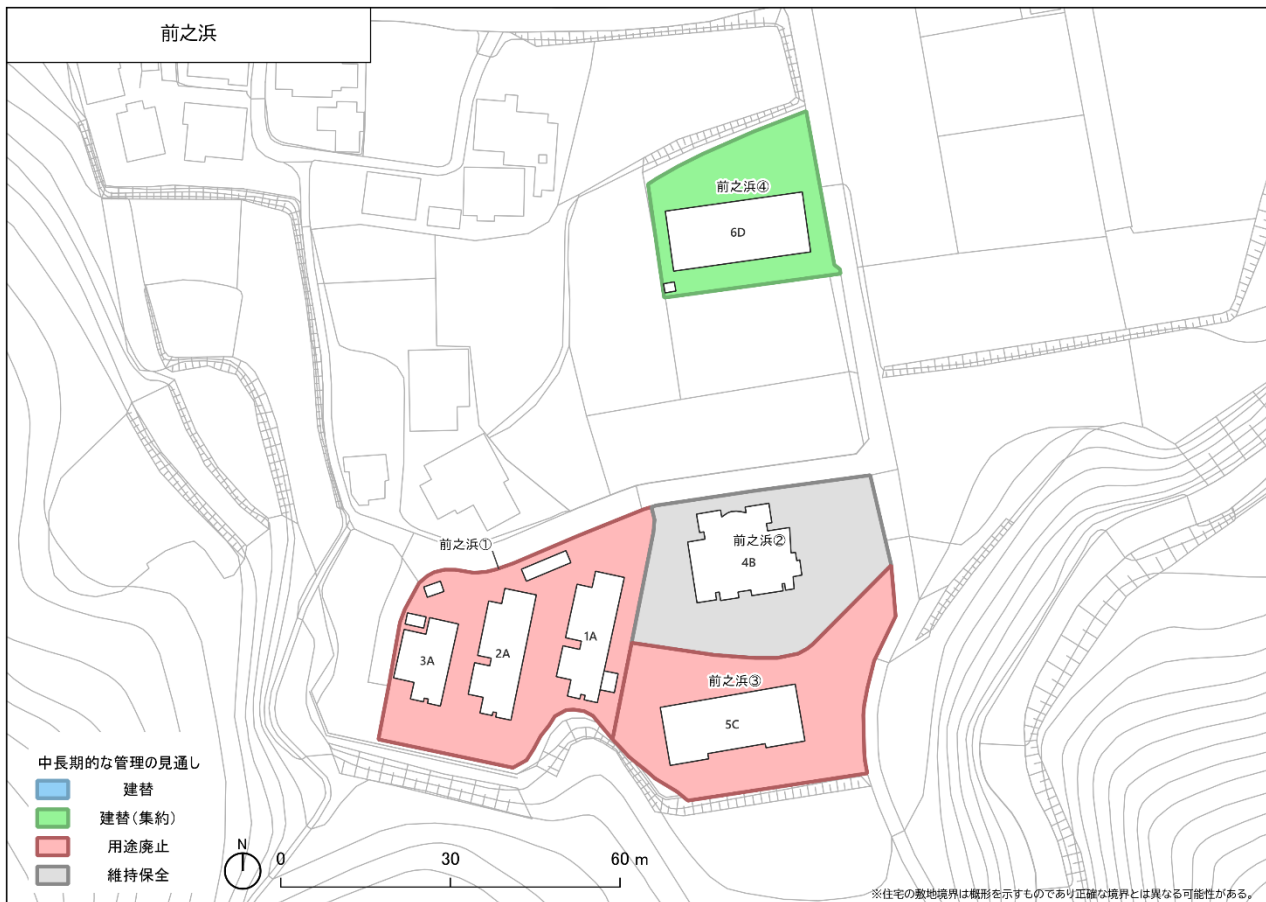 前之浜
前之浜④
6D
前之浜①
前之浜②
4B
1A
2A
3A
前之浜③
5C
中長期的な管理の見通し
建替
建替(集約)
用途廃止
維持保全
N
0 30 60 m
※住宅の敷地境界は概形を示すものであり正確な境界とは異なる可能性がある。